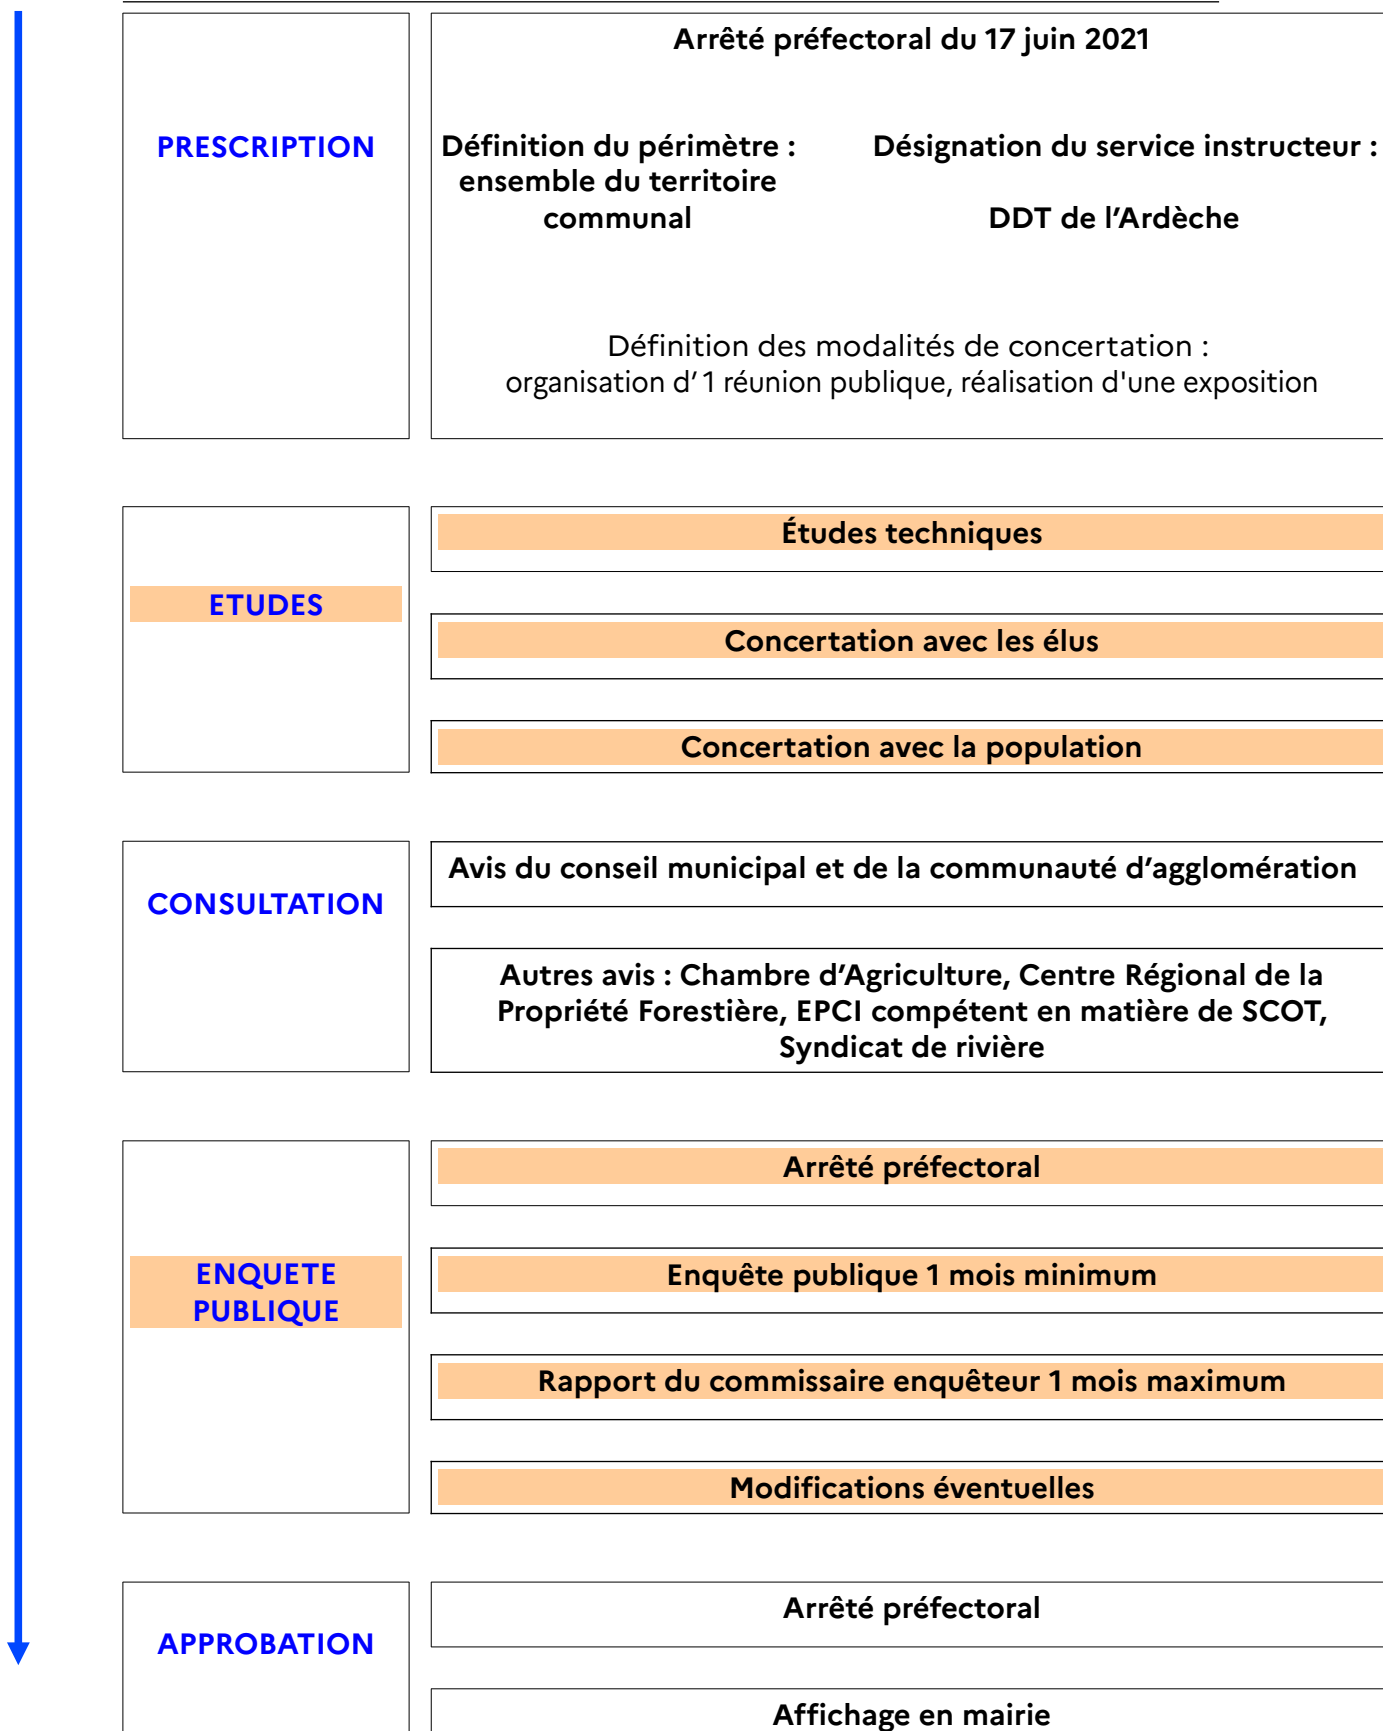 Arrêté préfectoral du 17 juin 2021
PRESCRIPTION
Définition du périmètre :
ensemble du territoire
communal
Désignation du service instructeur :
DDT de l’Ardèche
Définition des modalités de concertation :
organisation d’ 1 réunion publique, réalisation d'une exposition
ETUDES
Études techniques
Concertation avec les élus
Concertation avec la population
CONSULTATION
Avis du conseil municipal et de la communauté d’agglomération
Autres avis : Chambre d’Agriculture, Centre Régional de la
Propriété Forestière, EPCI compétent en matière de SCOT,
Syndicat de rivière
ENQUETE
PUBLIQUE
Arrêté préfectoral
Enquête publique 1 mois minimum
Rapport du commissaire enquêteur 1 mois maximum
Modifications éventuelles
APPROBATION
Arrêté préfectoral
Affichage en mairie